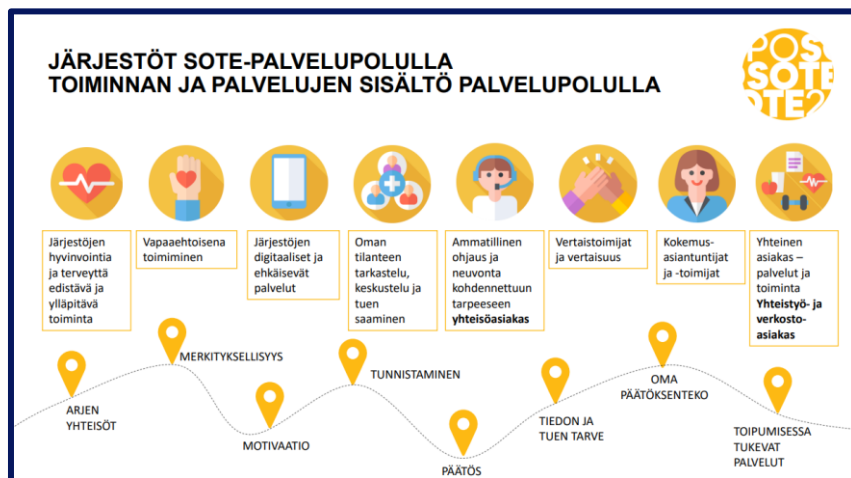 JÄRJESTÖT SOTE-PALVELUPOLULLA
TOIMINNAN JA PALVELUJEN SISÄLTÖ PALVELUPOLULLA
SOTE
Järjestöjen
hyvinvointia
ja terveyttä
edistävä ja
ylläpitävä
toiminta
Vapaaehtoisena
toimiminen
Järjestöjen
digitaaliset ja
ehkäisevät
palvelut
Oman
tilanteen
tarkastelu,
keskustelu ja
tuen
saaminen
Ammatillinen
ohjaus ja
neuvonta
kohdennettuun
tarpeeseen
yhteisöasiakas
Vertaistoimijat
ja vertaisuus
Kokemus-
asiantuntijat
ja -toimijat
Yhteinen
asiakas –
palvelut ja
toiminta
Yhteistyö- ja
verkosto-
asiakas
ARJEN
YHTEISÖT
MERKITYKSELLISYYS
MOTIVAATIO
TUNNISTAMINEN
PÄÄTÖS
TIEDON JA
TUEN TARVE
OMA
PÄÄTÖKSENTEKO
TOIPUMISESSA
TUKEVAT
PALVELUT